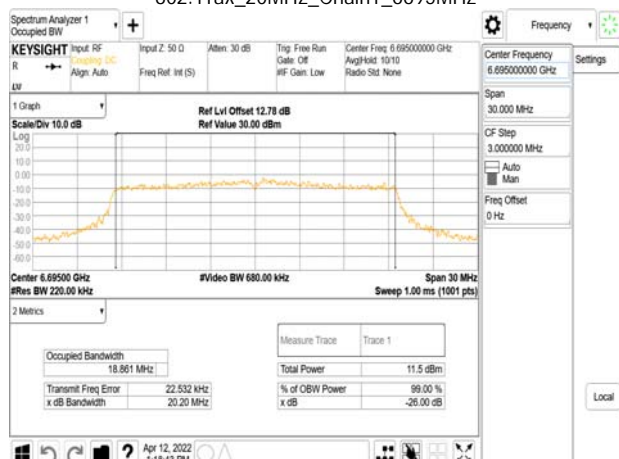 802.11ax_20MHz_Chain1_6695MHz
Spectrum Analyzer 1
Occupied BW
Frequency
KEYSIGHT
Input: RF
Coupling: DC
Align: Auto
Input Z: 50 Ω
Freq Ref: Int (S)
Atten: 30 dB
Trig: Free Run
Gate: Off
#IF Gain: Low
Center Freq: 6.695000000 GHz
Avg|Hold: 10/10
Radio Std: None
R
LVI
1 Graph
Scale/Div 10.0 dB
Ref Lvl Offset 12.78 dB
Ref Value 30.00 dBm
Log
20.0
10.0
0.00
-10.0
-20.0
-30.0
-40.0
-50.0
-60.0
Center 6.69500 GHz
#Res BW 220.00 kHz
#Video BW 680.00 kHz
Span 30 MHz
Sweep 1.00 ms (1001 pts)
2 Metrics
Measure Trace
Trace 1
Occupied Bandwidth
18.861 MHz
Total Power
11.5 dBm
Transmit Freq Error
22.532 kHz
% of OBW Power
99.00 %
x dB Bandwidth
20.20 MHz
x dB
-26.00 dB
Center Frequency
6.695000000 GHz
Settings
Span
30.000 MHz
CF Step
3.000000 MHz
Auto
Man
Freq Offset
0 Hz
Local
Apr 12, 2022